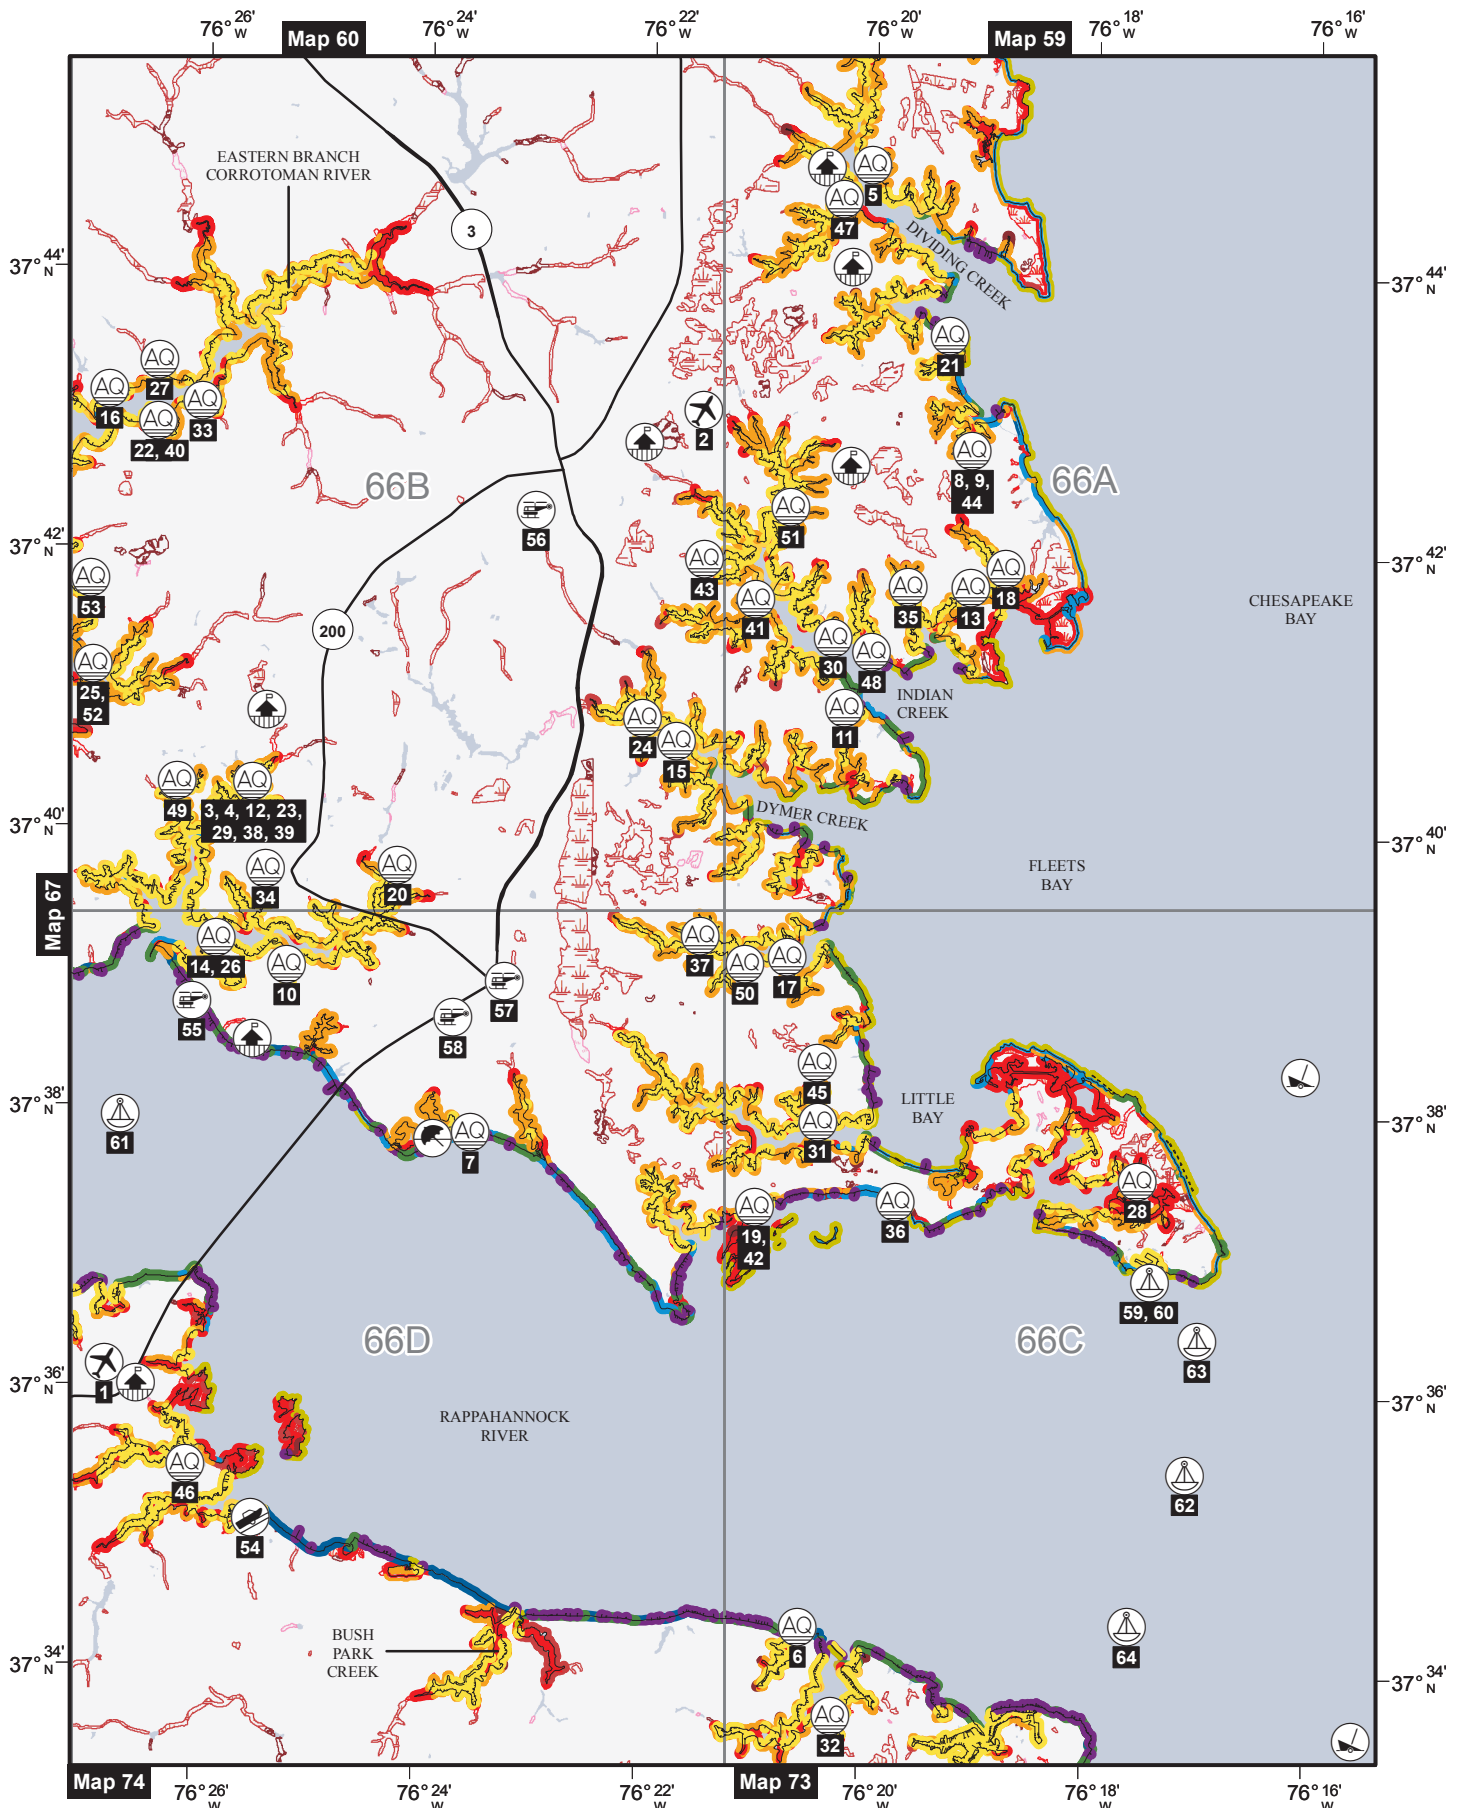 76° 26' W
Map 60
76° 24' W
76° 22' W
76° 20' W
Map 59
76° 18' W
76° 16' W
EASTERN BRANCH
CORROTOMAN RIVER
AQ
5
AQ
47
3
DIVIDING CREEK
37° 44' N
37° 44' N
AQ
21
AQ
27
AQ
16
AQ
33
AQ
22, 40
2
AQ
8, 9,
44
66B
66A
56
AQ
51
37° 42' N
37° 42' N
AQ
53
AQ
43
AQ
41
AQ
35
AQ
13
AQ
18
CHESAPEAKE
BAY
200
AQ
30
AQ
48
AQ
25,
52
INDIAN
CREEK
AQ
11
AQ
24
AQ
15
AQ
49
AQ
3, 4, 12, 23,
29, 38, 39
37° 40' N
DYMER CREEK
37° 40' N
AQ
34
AQ
20
FLEETS
BAY
Map 67
AQ
14, 26
AQ
10
AQ
37
AQ
50
AQ
17
55
57
58
AQ
45
37° 38' N
61
LITTLE
BAY
37° 38' N
AQ
7
AQ
31
AQ
28
AQ
19,
42
AQ
36
59, 60
66D
66C
63
1
37° 36' N
37° 36' N
RAPPAHANNOCK
RIVER
AQ
46
62
54
BUSH
PARK
CREEK
AQ
6
64
37° 34' N
37° 34' N
AQ
32
Map 74
76° 26' W
76° 24' W
76° 22' W
Map 73
76° 20' W
76° 18' W
76° 16' W